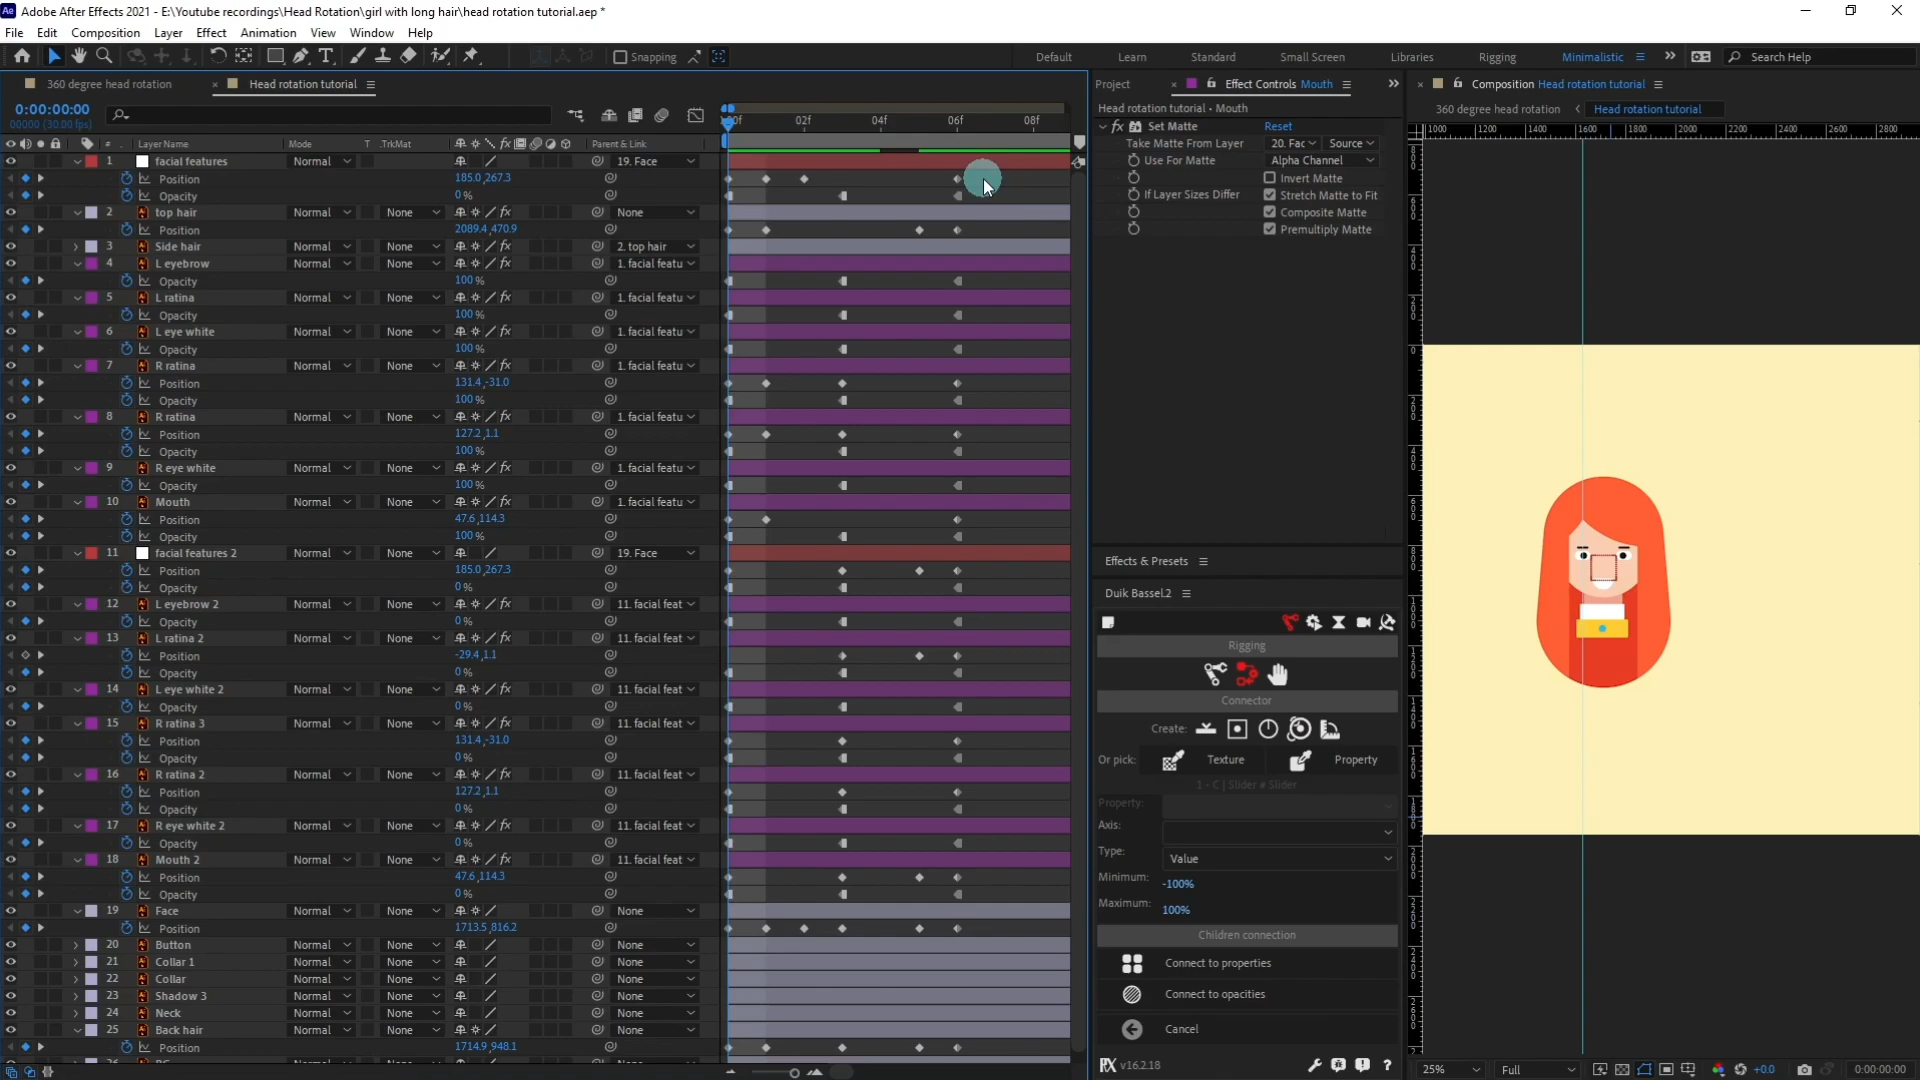 Ae Adobe After Effects 2021 - E:\Youtube recordings\Head Rotation\girl with long hair\head rotation tutorial.aep *
File Edit Composition Layer Effect Animation View Window Help
Snapping Default Learn Standard Small Screen Libraries Rigging Minimalistic Search Help
360 degree head rotation Head rotation tutorial
0:00:00:00
00000 (30.00 fps)
02f 04f 06f 08f
# Layer Name Mode T .TrkMat Parent & Link
1 facial features Normal 19. Face
Position 185.0,267.3
Opacity 0%
2 top hair Normal None None
Position 2089.4,470.9
3 Side hair Normal None 2. top hair
4 L eyebrow Normal None 1. facial featu
Opacity 100%
5 L ratina Normal None 1. facial featu
Opacity 100%
6 L eye white Normal None 1. facial featu
Opacity 100%
7 R ratina Normal None 1. facial featu
Position 131.4,-31.0
Opacity 100%
8 R ratina Normal None 1. facial featu
Position 127.2,1.1
Opacity 100%
9 R eye white Normal None 1. facial featu
Opacity 100%
10 Mouth Normal None 1. facial featu
Position 47.6,114.3
Opacity 100%
11 facial features 2 Normal None 19. Face
Position 185.0,267.3
Opacity 0%
12 L eyebrow 2 Normal None 11. facial feat
Opacity 0%
13 L ratina 2 Normal None 11. facial feat
Position -29.4,1.1
Opacity 0%
14 L eye white 2 Normal None 11. facial feat
Opacity 0%
15 R ratina 3 Normal None 11. facial feat
Position 131.4,-31.0
Opacity 0%
16 R ratina 2 Normal None 11. facial feat
Position 127.2,1.1
Opacity 0%
17 R eye white 2 Normal None 11. facial feat
Opacity 0%
18 Mouth 2 Normal None 11. facial feat
Position 47.6,114.3
Opacity 0%
19 Face Normal None None
Position 1713.5,816.2
20 Button Normal None None
21 Collar 1 Normal None None
22 Collar Normal None None
23 Shadow 3 Normal None None
24 Neck Normal None None
25 Back hair Normal None None
Position 1714.9,948.1
Project Effect Controls Mouth
Head rotation tutorial • Mouth
fx Set Matte Reset
Take Matte From Layer 20. Fac Source
Use For Matte Alpha Channel
Invert Matte
If Layer Sizes Differ Stretch Matte to Fit
Composite Matte
Premultiply Matte
Effects & Presets
Duik Bassel.2
Rigging
Connector
Create:
Or pick: Texture Property
1 - C | Slider # Slider
Property:
Axis:
Type: Value
Minimum: -100%
Maximum: 100%
Children connection
Connect to properties
Connect to opacities
Cancel
v16.2.18
Composition Head rotation tutorial
360 degree head rotation < Head rotation tutorial
1000 1200 1400 1600 1800 2000 2200 2400 2600 2800
25% Full +0.0 0:00:00:00